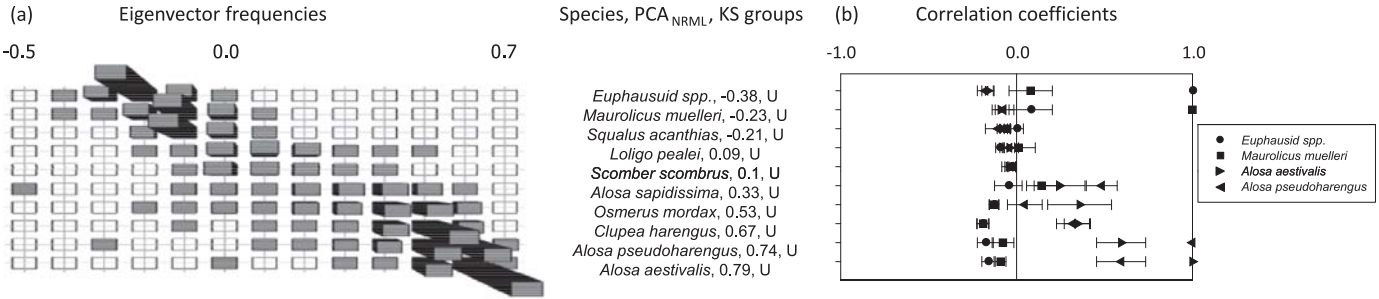 (a) Eigenvector frequencies Species, PCA NRML, KS groups (b) Correlation coefficients
-0.5 0.0 0.7 -1.0 0.0 1.0
Euphausuid spp., -0.38, U
Maurolicus muelleri, -0.23, U
Squalus acanthias, -0.21, U
Loligo pealei, 0.09, U
Scomber scombrus, 0.1, U
Alosa sapidissima, 0.33, U
Osmerus mordax, 0.53, U
Clupea harengus, 0.67, U
Alosa pseudoharengus, 0.74, U
Alosa aestivalis, 0.79, U
Euphausid spp.
Maurolicus muelleri
Alosa aestivalis
Alosa pseudoharengus